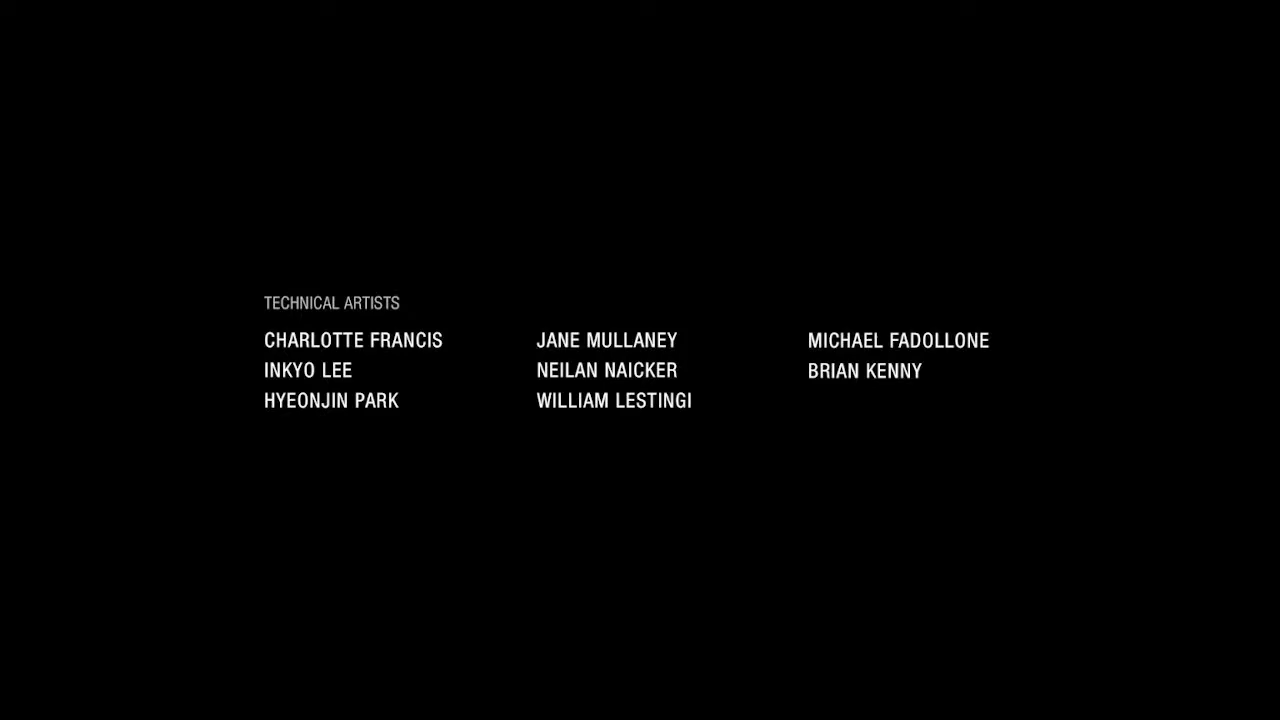 TECHNICAL ARTISTS
CHARLOTTE FRANCIS
INKYO LEE
HYEONJIN PARK
JANE MULLANEY
NEILAN NAICKER
WILLIAM LESTINGI
MICHAEL FADOLLONE
BRIAN KENNY